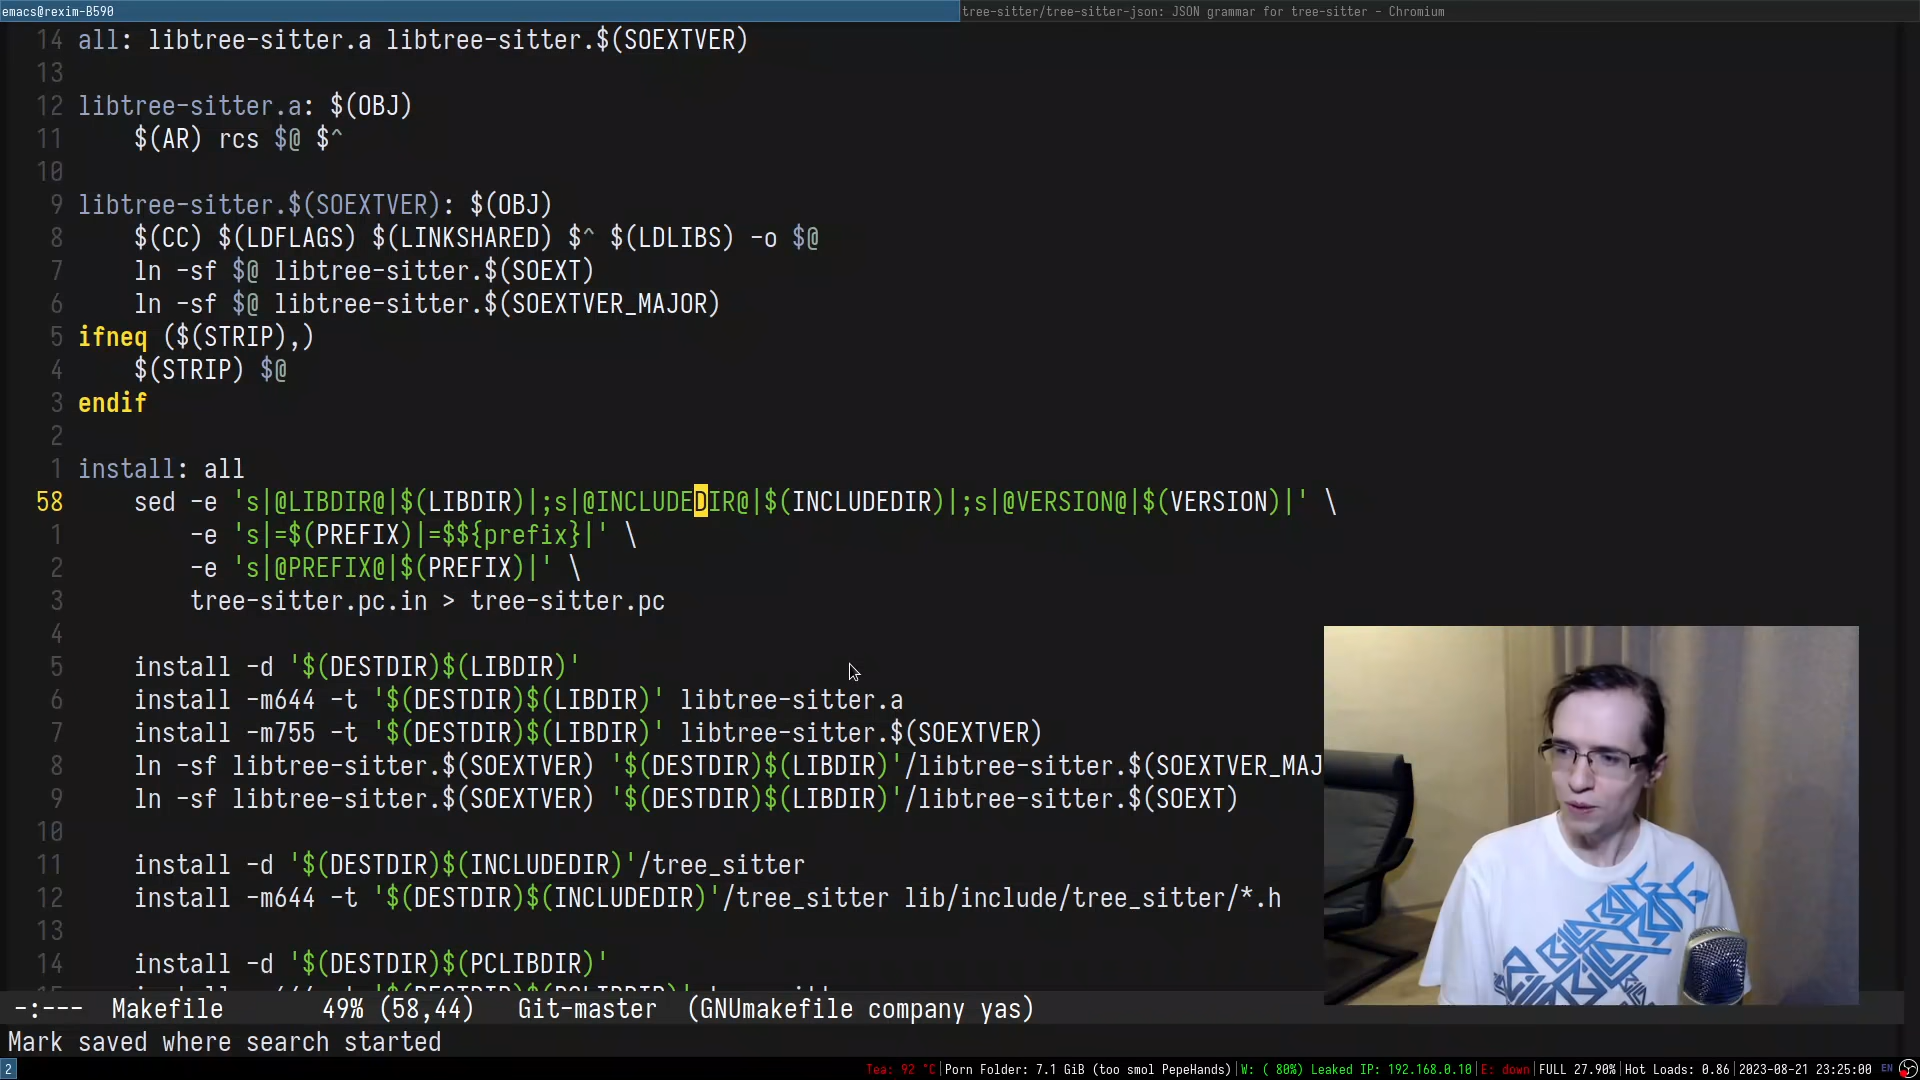 emacs@rexim-B590
tree-sitter/tree-sitter-json: JSON grammar for tree-sitter - Chromium
14 all: libtree-sitter.a libtree-sitter.$(SOEXTVER)
13
12 libtree-sitter.a: $(OBJ)
11 $(AR) rcs $@ $^
10
9 libtree-sitter.$(SOEXTVER): $(OBJ)
8 $(CC) $(LDFLAGS) $(LINKSHARED) $^ $(LDLIBS) -o $@
7 ln -sf $@ libtree-sitter.$(SOEXT)
6 ln -sf $@ libtree-sitter.$(SOEXTVER_MAJOR)
5 ifneq ($(STRIP),)
4 $(STRIP) $@
3 endif
2
1 install: all
58 sed -e 's|@LIBDIR@|$(LIBDIR)|;s|@INCLUDEDIR@|$(INCLUDEDIR)|;s|@VERSION@|$(VERSION)|' \
1 -e 's|=$(PREFIX)|=$${prefix}|' \
2 -e 's|@PREFIX@|$(PREFIX)|' \
3 tree-sitter.pc.in > tree-sitter.pc
4
5 install -d '$(DESTDIR)$(LIBDIR)'
6 install -m644 -t '$(DESTDIR)$(LIBDIR)' libtree-sitter.a
7 install -m755 -t '$(DESTDIR)$(LIBDIR)' libtree-sitter.$(SOEXTVER)
8 ln -sf libtree-sitter.$(SOEXTVER) '$(DESTDIR)$(LIBDIR)'/libtree-sitter.$(SOEXTVER_MAJ
9 ln -sf libtree-sitter.$(SOEXTVER) '$(DESTDIR)$(LIBDIR)'/libtree-sitter.$(SOEXT)
10
11 install -d '$(DESTDIR)$(INCLUDEDIR)'/tree_sitter
12 install -m644 -t '$(DESTDIR)$(INCLUDEDIR)'/tree_sitter lib/include/tree_sitter/*.h
13
14 install -d '$(DESTDIR)$(PCLIBDIR)'
-:--- Makefile 49% (58,44) Git-master (GNUmakefile company yas)
Mark saved where search started
2 Tea: 92 °C|Porn Folder: 7.1 GiB (too smol PepeHands)|W: ( 80%) Leaked IP: 192.168.0.10|E: down|FULL 27.90%|Hot Loads: 0.86|2023-08-21 23:25:00 EN